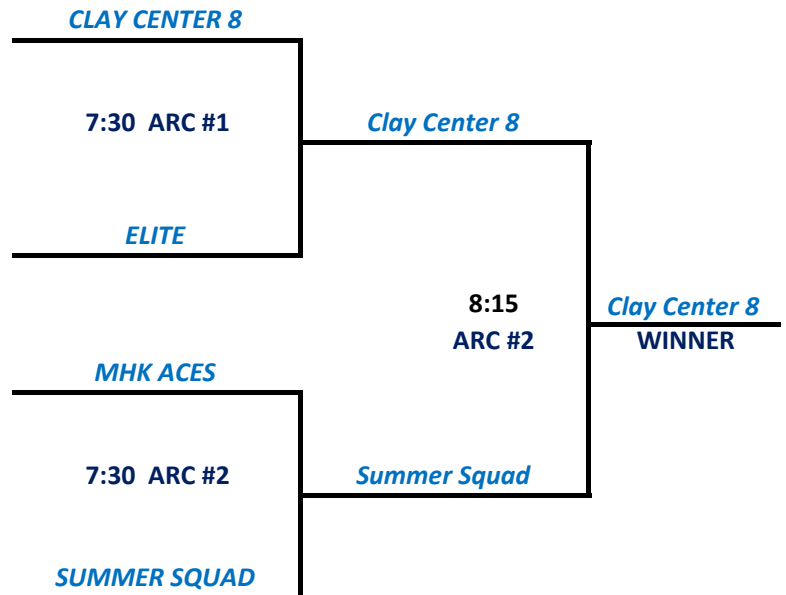 CLAY CENTER 8
7:30 ARC #1
Clay Center 8
ELITE
8:15
ARC #2
Clay Center 8
WINNER
MHK ACES
7:30 ARC #2
Summer Squad
SUMMER SQUAD